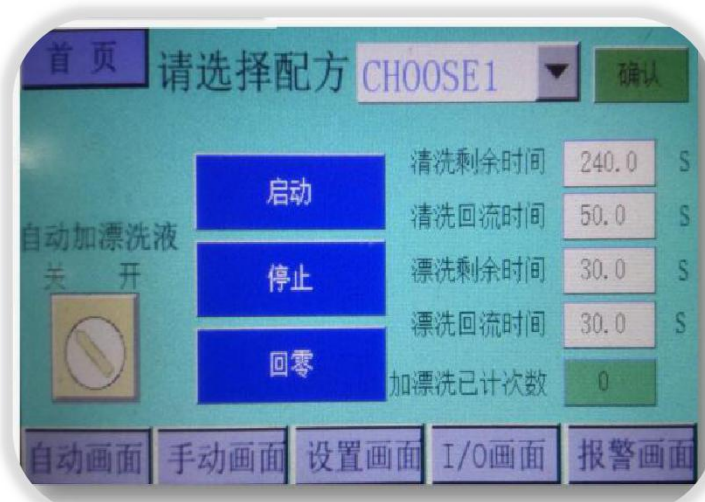 首页 请选择配方 CHOOSE1 确认
清洗剩余时间 240.0 S
启动
清洗回流时间 50.0 S
自动加漂洗液
关 开
停止
漂洗剩余时间 30.0 S
漂洗回流时间 30.0 S
回零
加漂洗已计次数 0
自动画面 手动画面 设置画面 I/O画面 报警画面